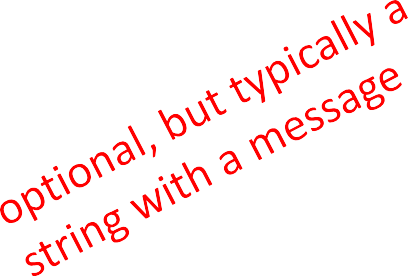 optional, but typically a
string with a message